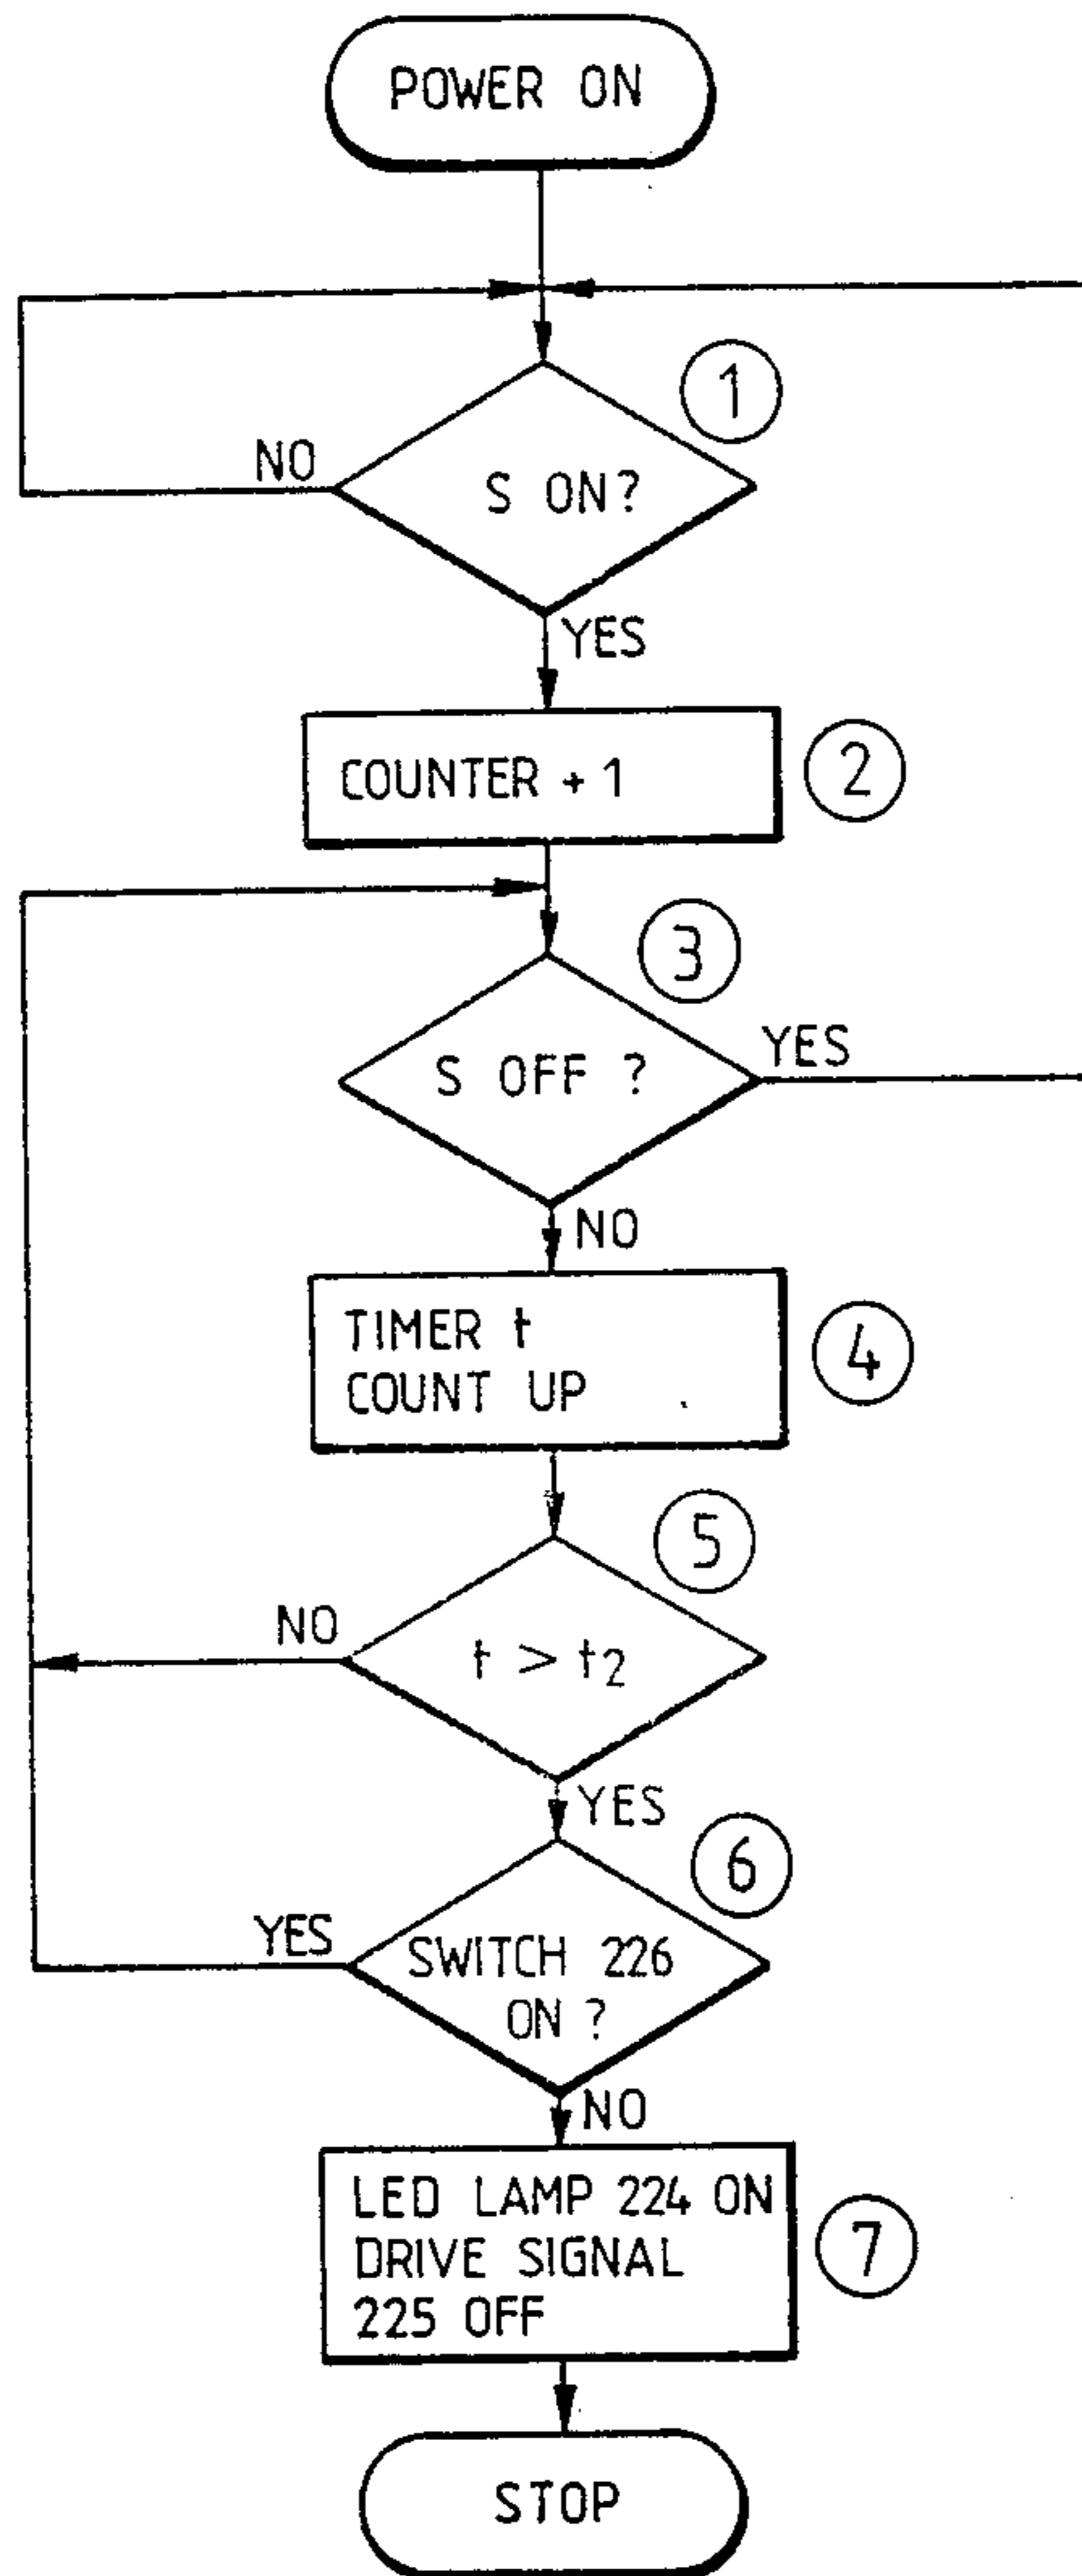 POWER ON
1
NO
S ON?
YES
COUNTER + 1
2
3
S OFF ?
YES
NO
TIMER t
COUNT UP
4
5
NO
t > t2
YES
6
YES
SWITCH 226
ON ?
NO
LED LAMP 224 ON
DRIVE SIGNAL
225 OFF
7
STOP